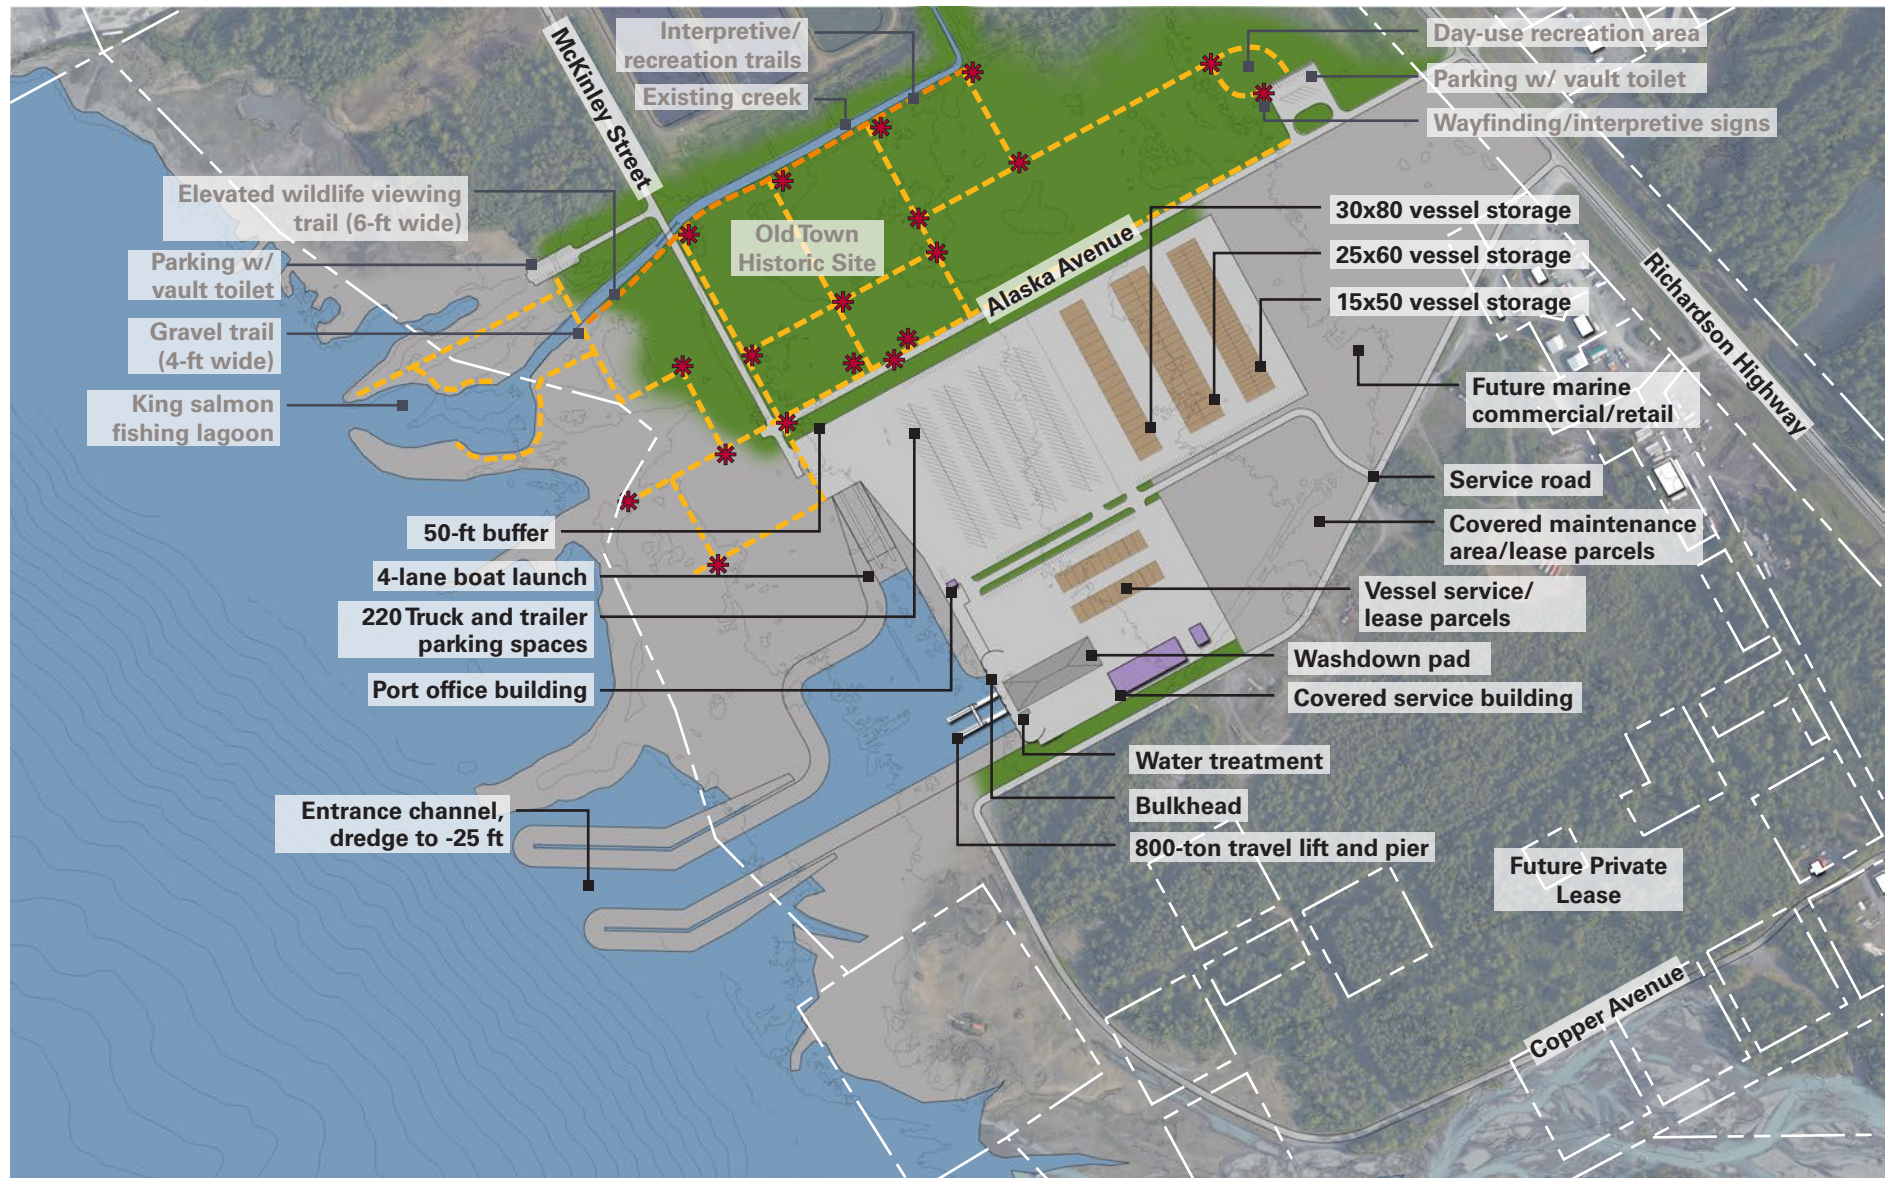 Interpretive/
recreation trails
Existing creek
McKinley Street
Day-use recreation area
Parking w/ vault toilet
Wayfinding/interpretive signs
Elevated wildlife viewing
trail (6-ft wide)
Parking w/
vault toilet
Gravel trail
(4-ft wide)
King salmon
fishing lagoon
Old Town
Historic Site
Alaska Avenue
30x80 vessel storage
25x60 vessel storage
15x50 vessel storage
Richardson Highway
Future marine
commercial/retail
Service road
Covered maintenance
area/lease parcels
Vessel service/
lease parcels
Washdown pad
Covered service building
50-ft buffer
4-lane boat launch
220 Truck and trailer
parking spaces
Port office building
Water treatment
Bulkhead
800-ton travel lift and pier
Entrance channel,
dredge to -25 ft
Future Private
Lease
Copper Avenue